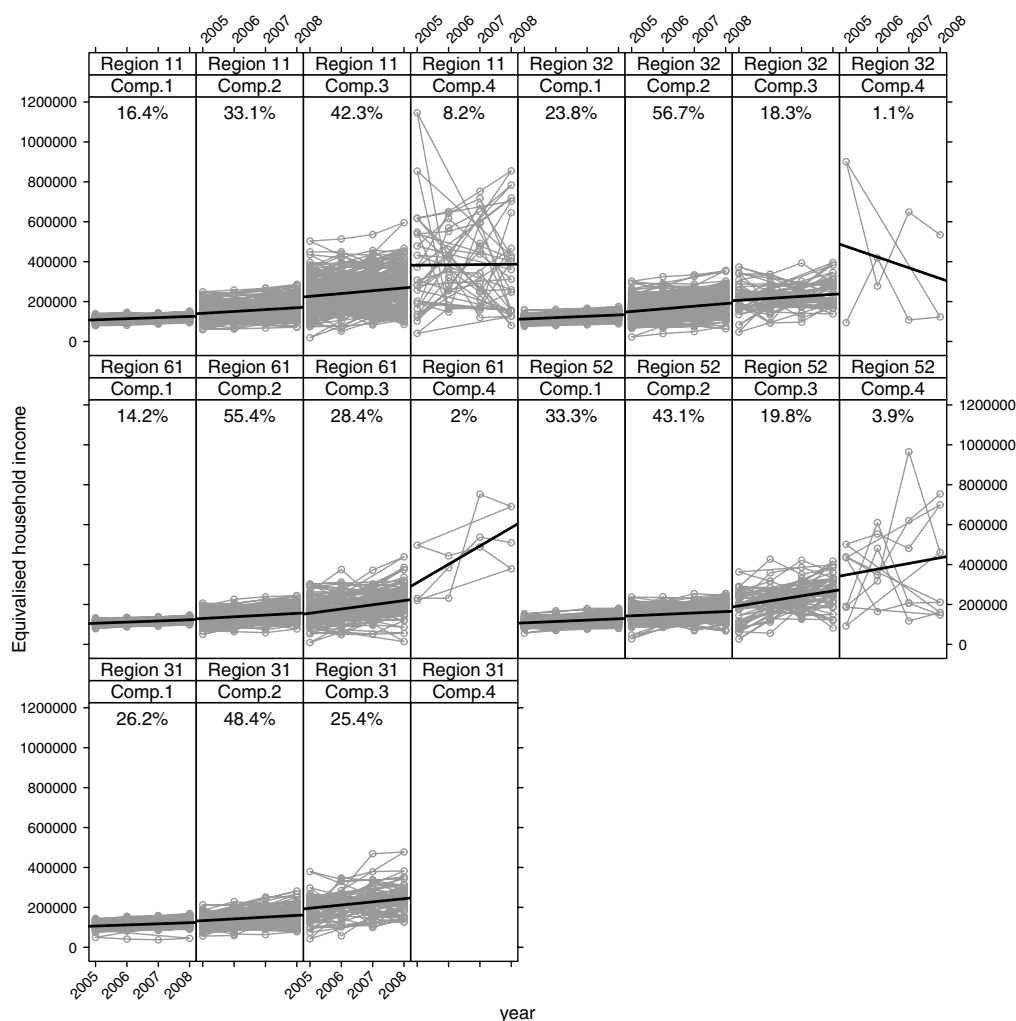 2005 2006 2007 2008 2005 2006 2007 2008 2005 2006 2007 2008 2005 2006 2007 2008
Region 11 Region 11 Region 11 Region 11 Region 32 Region 32 Region 32 Region 32
Comp.1 Comp.2 Comp.3 Comp.4 Comp.1 Comp.2 Comp.3 Comp.4
16.4% 33.1% 42.3% 8.2% 23.8% 56.7% 18.3% 1.1%
1200000
1000000
800000
600000
400000
200000
0
Region 61 Region 61 Region 61 Region 61 Region 52 Region 52 Region 52 Region 52
Comp.1 Comp.2 Comp.3 Comp.4 Comp.1 Comp.2 Comp.3 Comp.4
14.2% 55.4% 28.4% 2% 33.3% 43.1% 19.8% 3.9%
1200000
1000000
800000
600000
400000
200000
0
Equivalised household income
Region 31 Region 31 Region 31 Region 31
Comp.1 Comp.2 Comp.3 Comp.4
26.2% 48.4% 25.4%
1200000
1000000
800000
600000
400000
200000
0
2005 2006 2007 2008 2005 2006 2007 2008
year